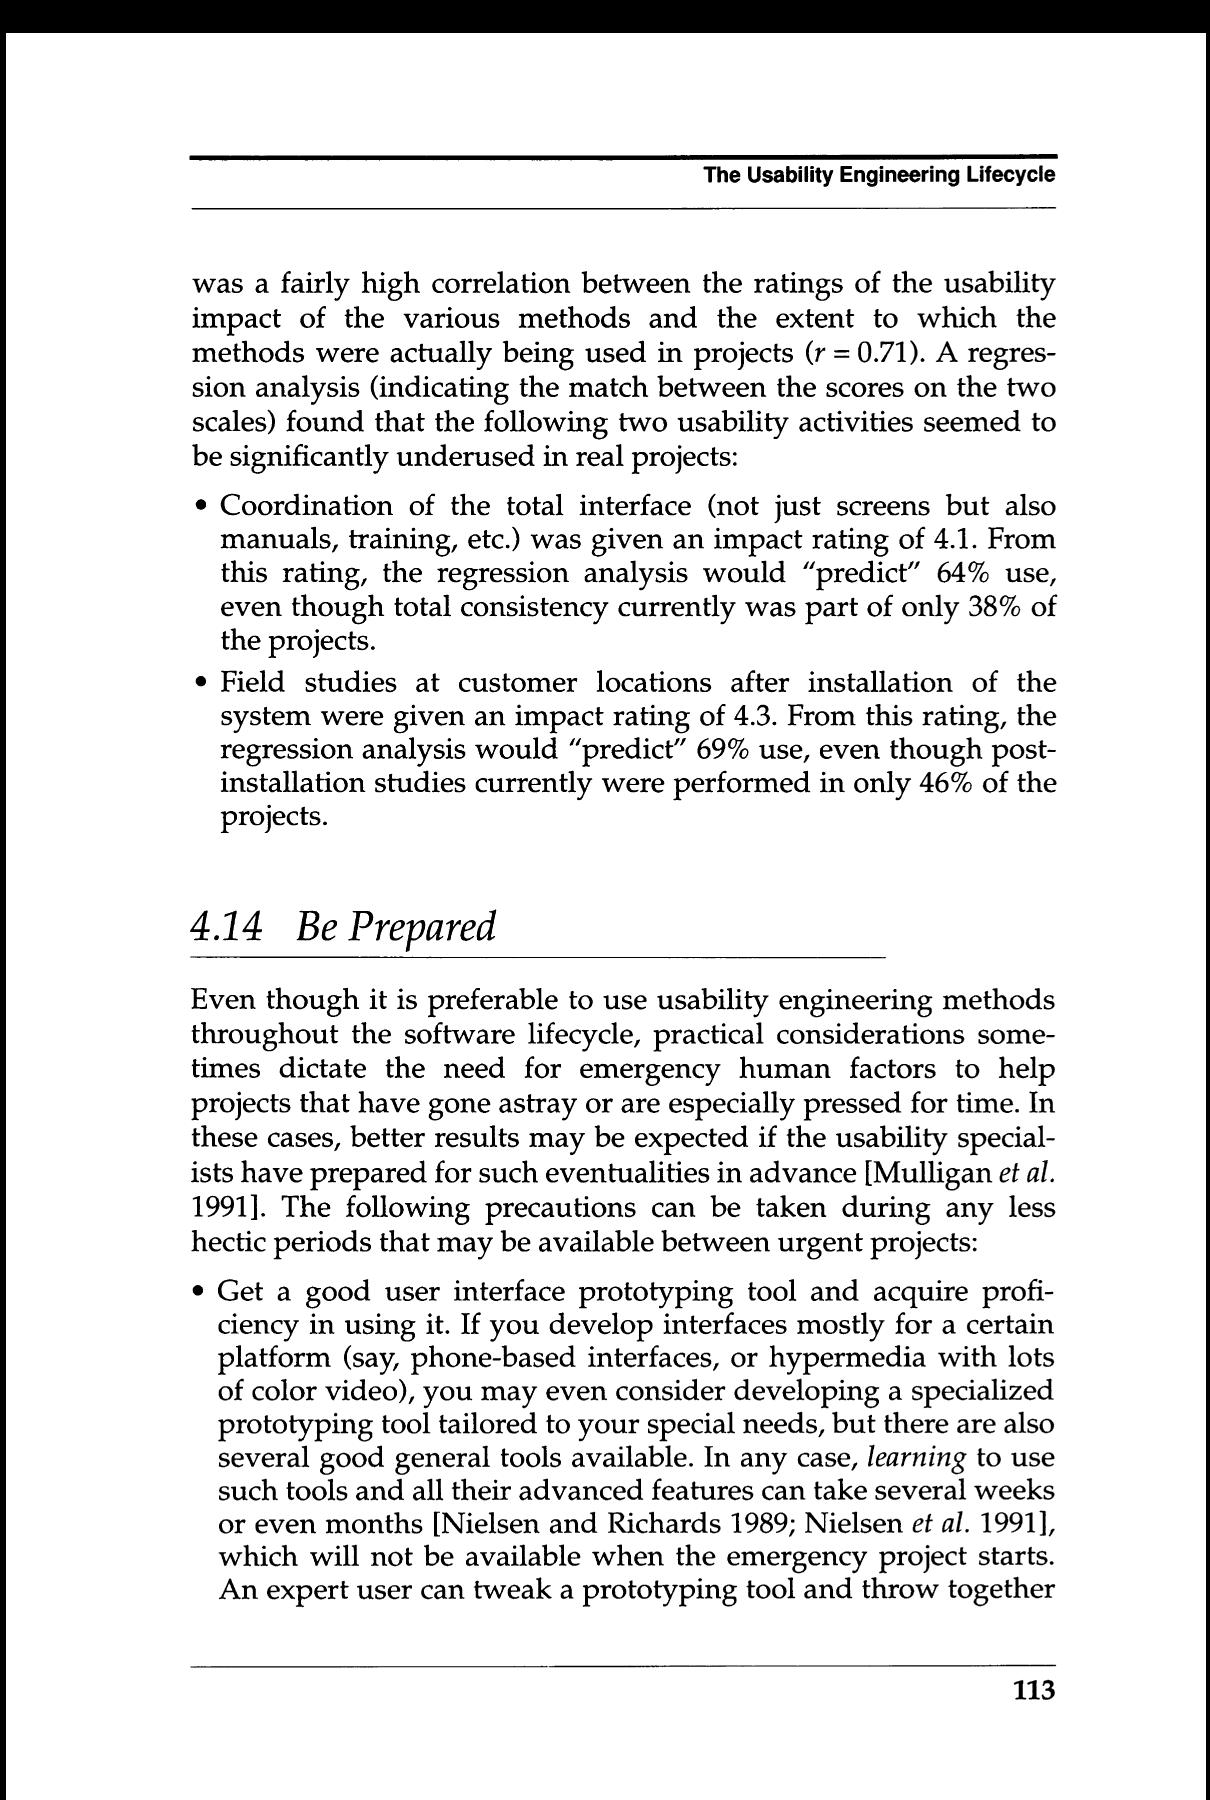 The Usability Engineering Lifecycle
was a fairly high correlation between the ratings of the usability
impact of the various methods and the extent to which the
methods were actually being used in projects (r = 0.71). A regres-
sion analysis (indicating the match between the scores on the two
scales) found that the following two usability activities seemed to
be significantly underused in real projects:
• Coordination of the total interface (not just screens but also
manuals, training, etc.) was given an impact rating of 4.1. From
this rating, the regression analysis would “predict” 64% use,
even though total consistency currently was part of only 38% of
the projects.
• Field studies at customer locations after installation of the
system were given an impact rating of 4.3. From this rating, the
regression analysis would “predict” 69% use, even though post-
installation studies currently were performed in only 46% of the
projects.
4.14 Be Prepared
Even though it is preferable to use usability engineering methods
throughout the software lifecycle, practical considerations some-
times dictate the need for emergency human factors to help
projects that have gone astray or are especially pressed for time. In
these cases, better results may be expected if the usability special-
ists have prepared for such eventualities in advance [Mulligan et al.
1991]. The following precautions can be taken during any less
hectic periods that may be available between urgent projects:
• Get a good user interface prototyping tool and acquire profi-
ciency in using it. If you develop interfaces mostly for a certain
platform (say, phone-based interfaces, or hypermedia with lots
of color video), you may even consider developing a specialized
prototyping tool tailored to your special needs, but there are also
several good general tools available. In any case, learning to use
such tools and all their advanced features can take several weeks
or even months [Nielsen and Richards 1989; Nielsen et al. 1991],
which will not be available when the emergency project starts.
An expert user can tweak a prototyping tool and throw together
113